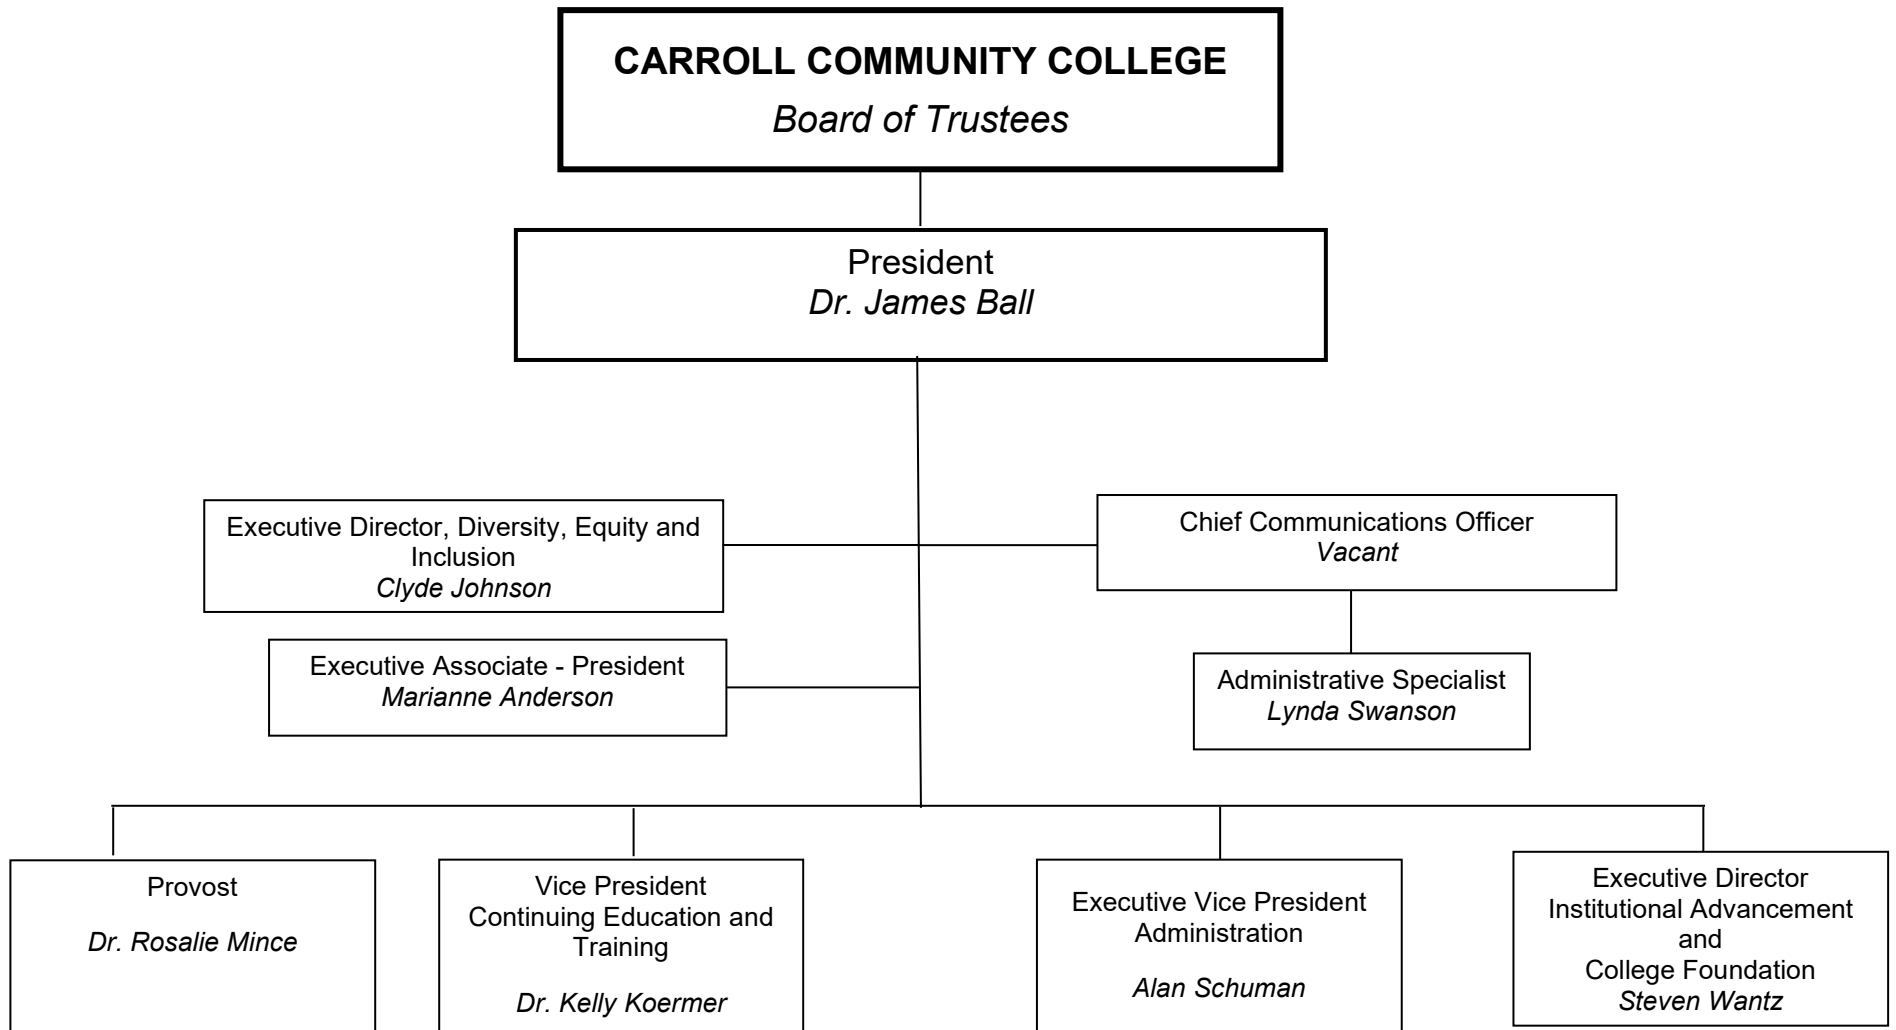 CARROLL COMMUNITY COLLEGE
Board of Trustees
President
Dr. James Ball
Executive Director, Diversity, Equity and
Inclusion
Clyde Johnson
Chief Communications Officer
Vacant
Executive Associate - President
Marianne Anderson
Administrative Specialist
Lynda Swanson
Provost
Dr. Rosalie Mince
Vice President
Continuing Education and
Training
Dr. Kelly Koermer
Executive Vice President
Administration
Alan Schuman
Executive Director
Institutional Advancement
and
College Foundation
Steven Wantz